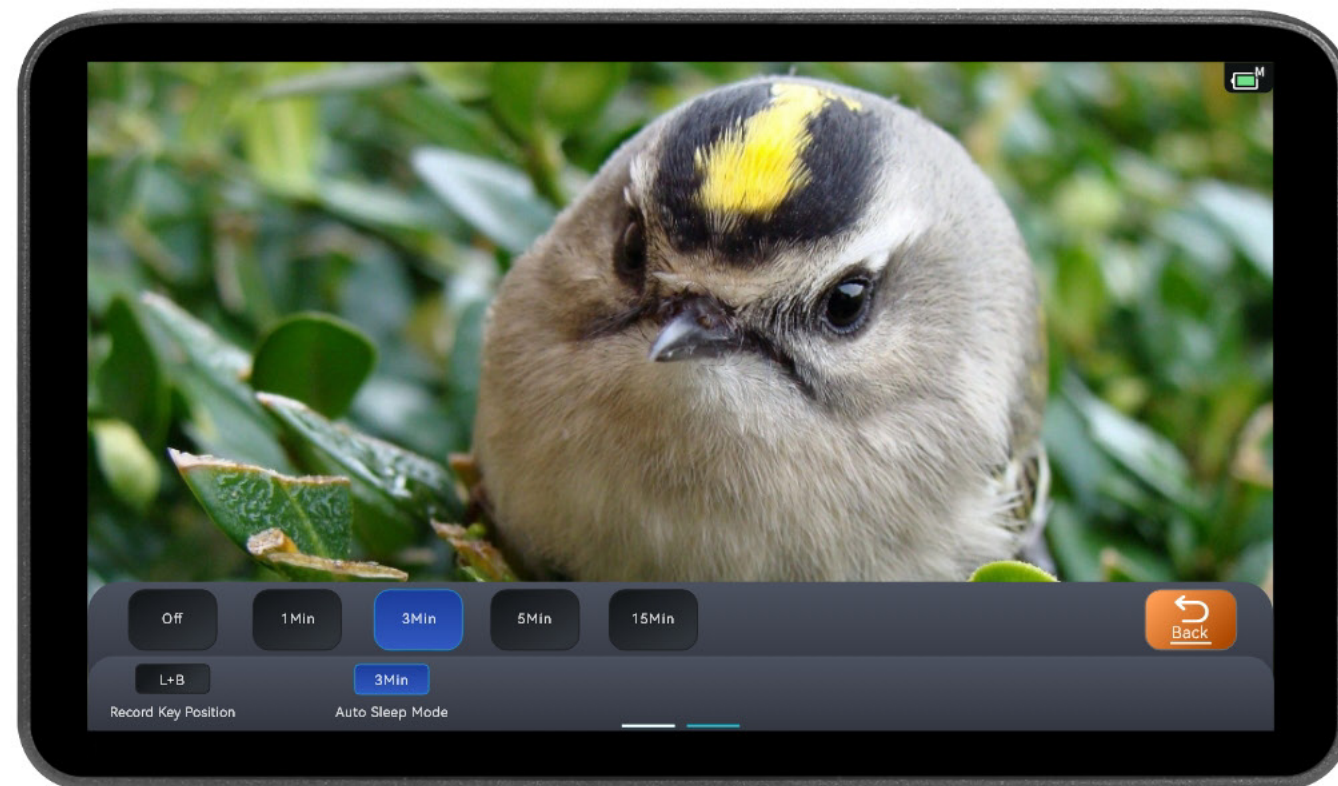 M
Off
1Min
3Min
5Min
15Min
Back
L+B
3Min
Record Key Position
Auto Sleep Mode